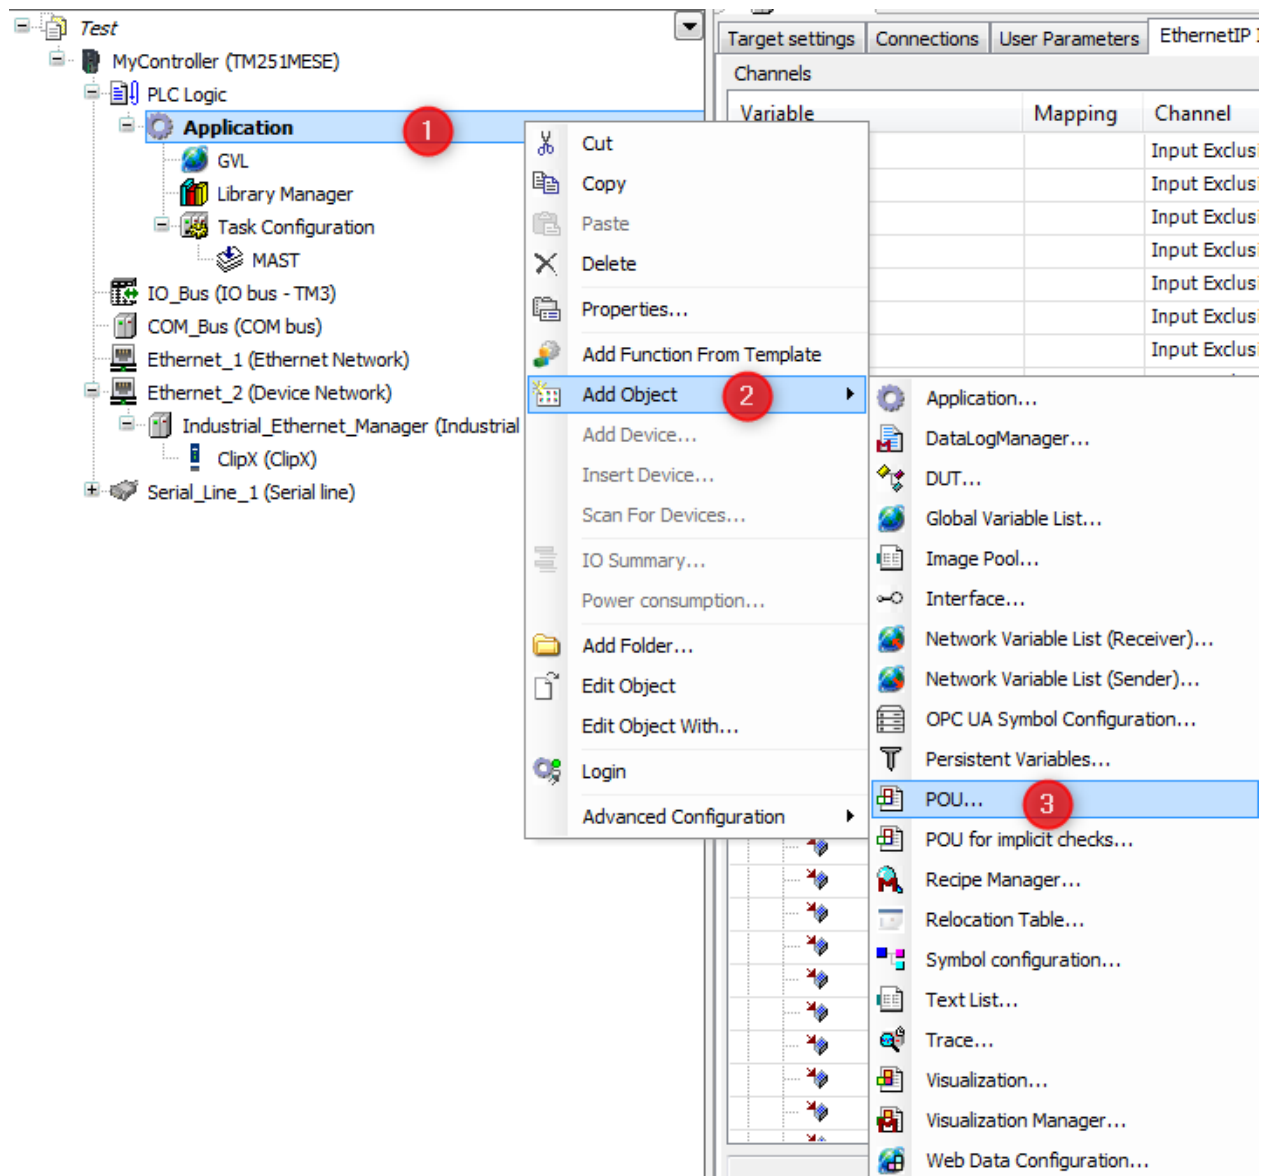 Test
MyController (TM251MESE)
PLC Logic
Application
1
GVL
Library Manager
Task Configuration
MAST
IO_Bus (IO bus - TM3)
COM_Bus (COM bus)
Ethernet_1 (Ethernet Network)
Ethernet_2 (Device Network)
Industrial_Ethernet_Manager (Industrial
ClipX (ClipX)
Serial_Line_1 (Serial line)
Target settings Connections User Parameters EthernetIP
Channels
Variable Mapping Channel
Input Exclus
Input Exclus
Input Exclus
Input Exclus
Input Exclus
Input Exclus
Input Exclus
Cut
Copy
Paste
Delete
Properties...
Add Function From Template
Add Object 2
Add Device...
Insert Device...
Scan For Devices...
IO Summary...
Power consumption...
Add Folder...
Edit Object
Edit Object With...
Login
Advanced Configuration
Application...
DataLogManager...
DUT...
Global Variable List...
Image Pool...
Interface...
Network Variable List (Receiver)...
Network Variable List (Sender)...
OPC UA Symbol Configuration...
Persistent Variables...
POU... 3
POU for implicit checks...
Recipe Manager...
Relocation Table...
Symbol configuration...
Text List...
Trace...
Visualization...
Visualization Manager...
Web Data Configuration...